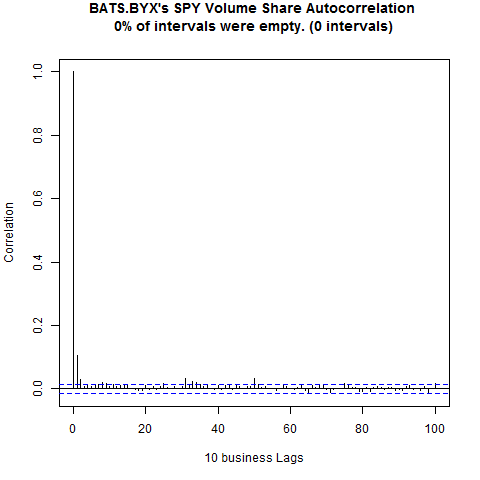 BATS.BYX's SPY Volume Share Autocorrelation
0% of intervals were empty. (0 intervals)
Correlation
1.0
0.8
0.6
0.4
0.2
0.0
0 20 40 60 80 100
10 business Lags